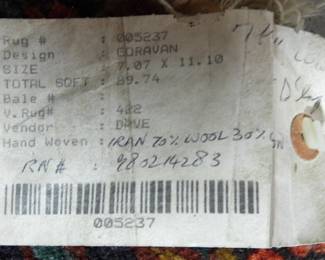 Rug # : 005237
Design : GORAVAN
SIZE : 7.07 X 11.10
TOTAL SQFT : 89.74
Bale # :
V.Rug# : 422
Vendor : DAVE
Hand Woven : IRAN 70% WOOL 30%
RN# : 980214283
005237